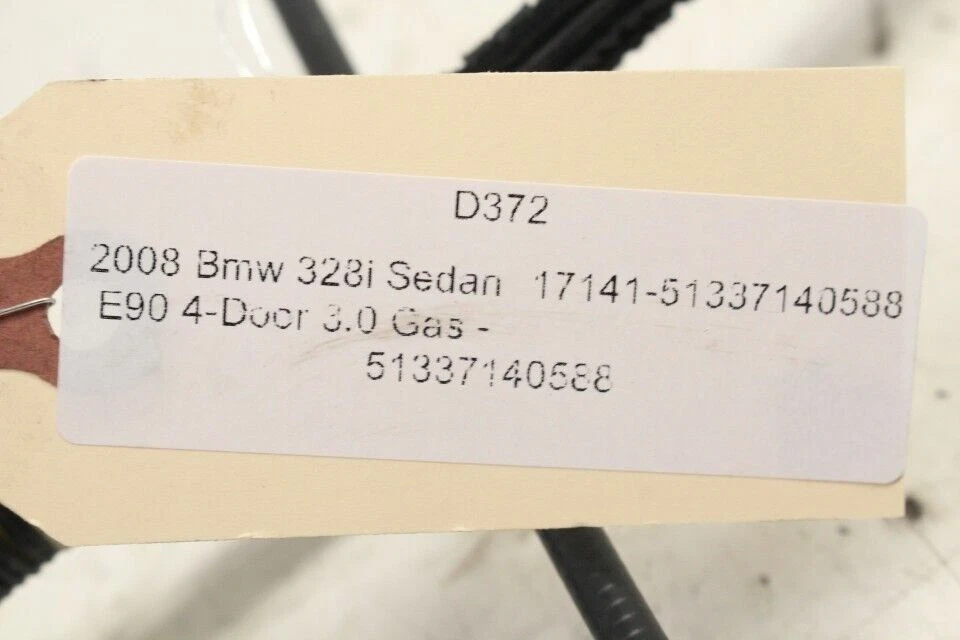 D372
2008 Bmw 328i Sedan 17141-51337140588
E90 4-Door 3.0 Gas -
51337140588